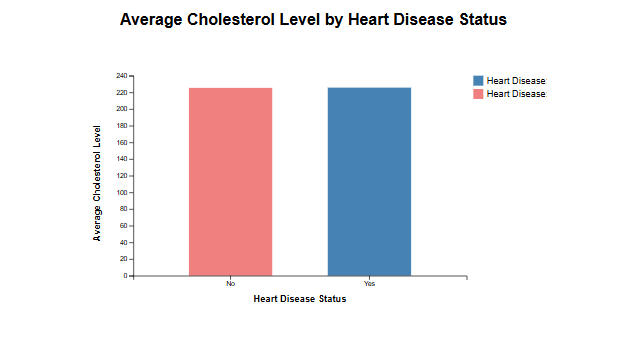 Average Cholesterol Level by Heart Disease Status
Heart Disease:
Heart Disease:
240
220
200
180
160
140
120
100
80
60
40
20
0
Average Cholesterol Level
No
Yes
Heart Disease Status